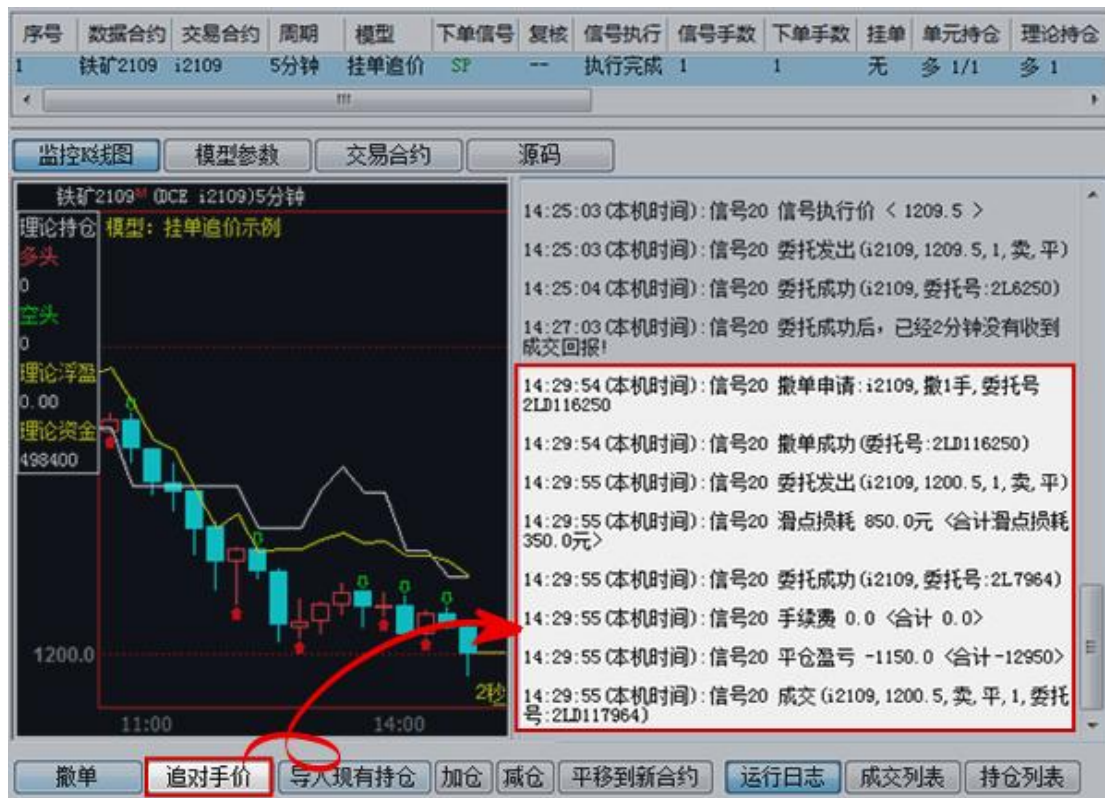 序号 数据合约 交易合约 周期 模型 下单信号 复核 信号执行 信号手数 下单手数 挂单 单元持仓 理论持仓
1 铁矿2109 i2109 5分钟 挂单追价 SP -- 执行完成 1 1 无 多 1/1 多 1
监控K线图 模型参数 交易合约 源码
铁矿2109M (DCE i2109)5分钟
理论持仓 模型：挂单追价示例
多头
0
空头
0
理论浮盈
0.00
理论资金
498400
1200.0
2秒
11:00 14:00
14:25:03(本机时间):信号20 信号执行价 < 1209.5 >
14:25:03(本机时间):信号20 委托发出(i2109,1209.5,1,卖,平)
14:25:04(本机时间):信号20 委托成功(i2109,委托号:2L6250)
14:27:03(本机时间):信号20 委托成功后，已经2分钟没有收到
成交回报!
14:29:54(本机时间):信号20 撤单申请:i2109,撤1手,委托号
2LD116250
14:29:54(本机时间):信号20 撤单成功(委托号:2LD116250)
14:29:55(本机时间):信号20 委托发出(i2109,1200.5,1,卖,平)
14:29:55(本机时间):信号20 滑点损耗 850.0元 <合计滑点损耗
350.0元>
14:29:55(本机时间):信号20 委托成功(i2109,委托号:2L7964)
14:29:55(本机时间):信号20 手续费 0.0 <合计 0.0>
14:29:55(本机时间):信号20 平仓盈亏 -1150.0 <合计-12950>
14:29:55(本机时间):信号20 成交(i2109,1200.5,卖,平,1,委托
号:2LD117964)
撤单 追对手价 导入现有持仓 加仓 减仓 平移到新合约 运行日志 成交列表 持仓列表